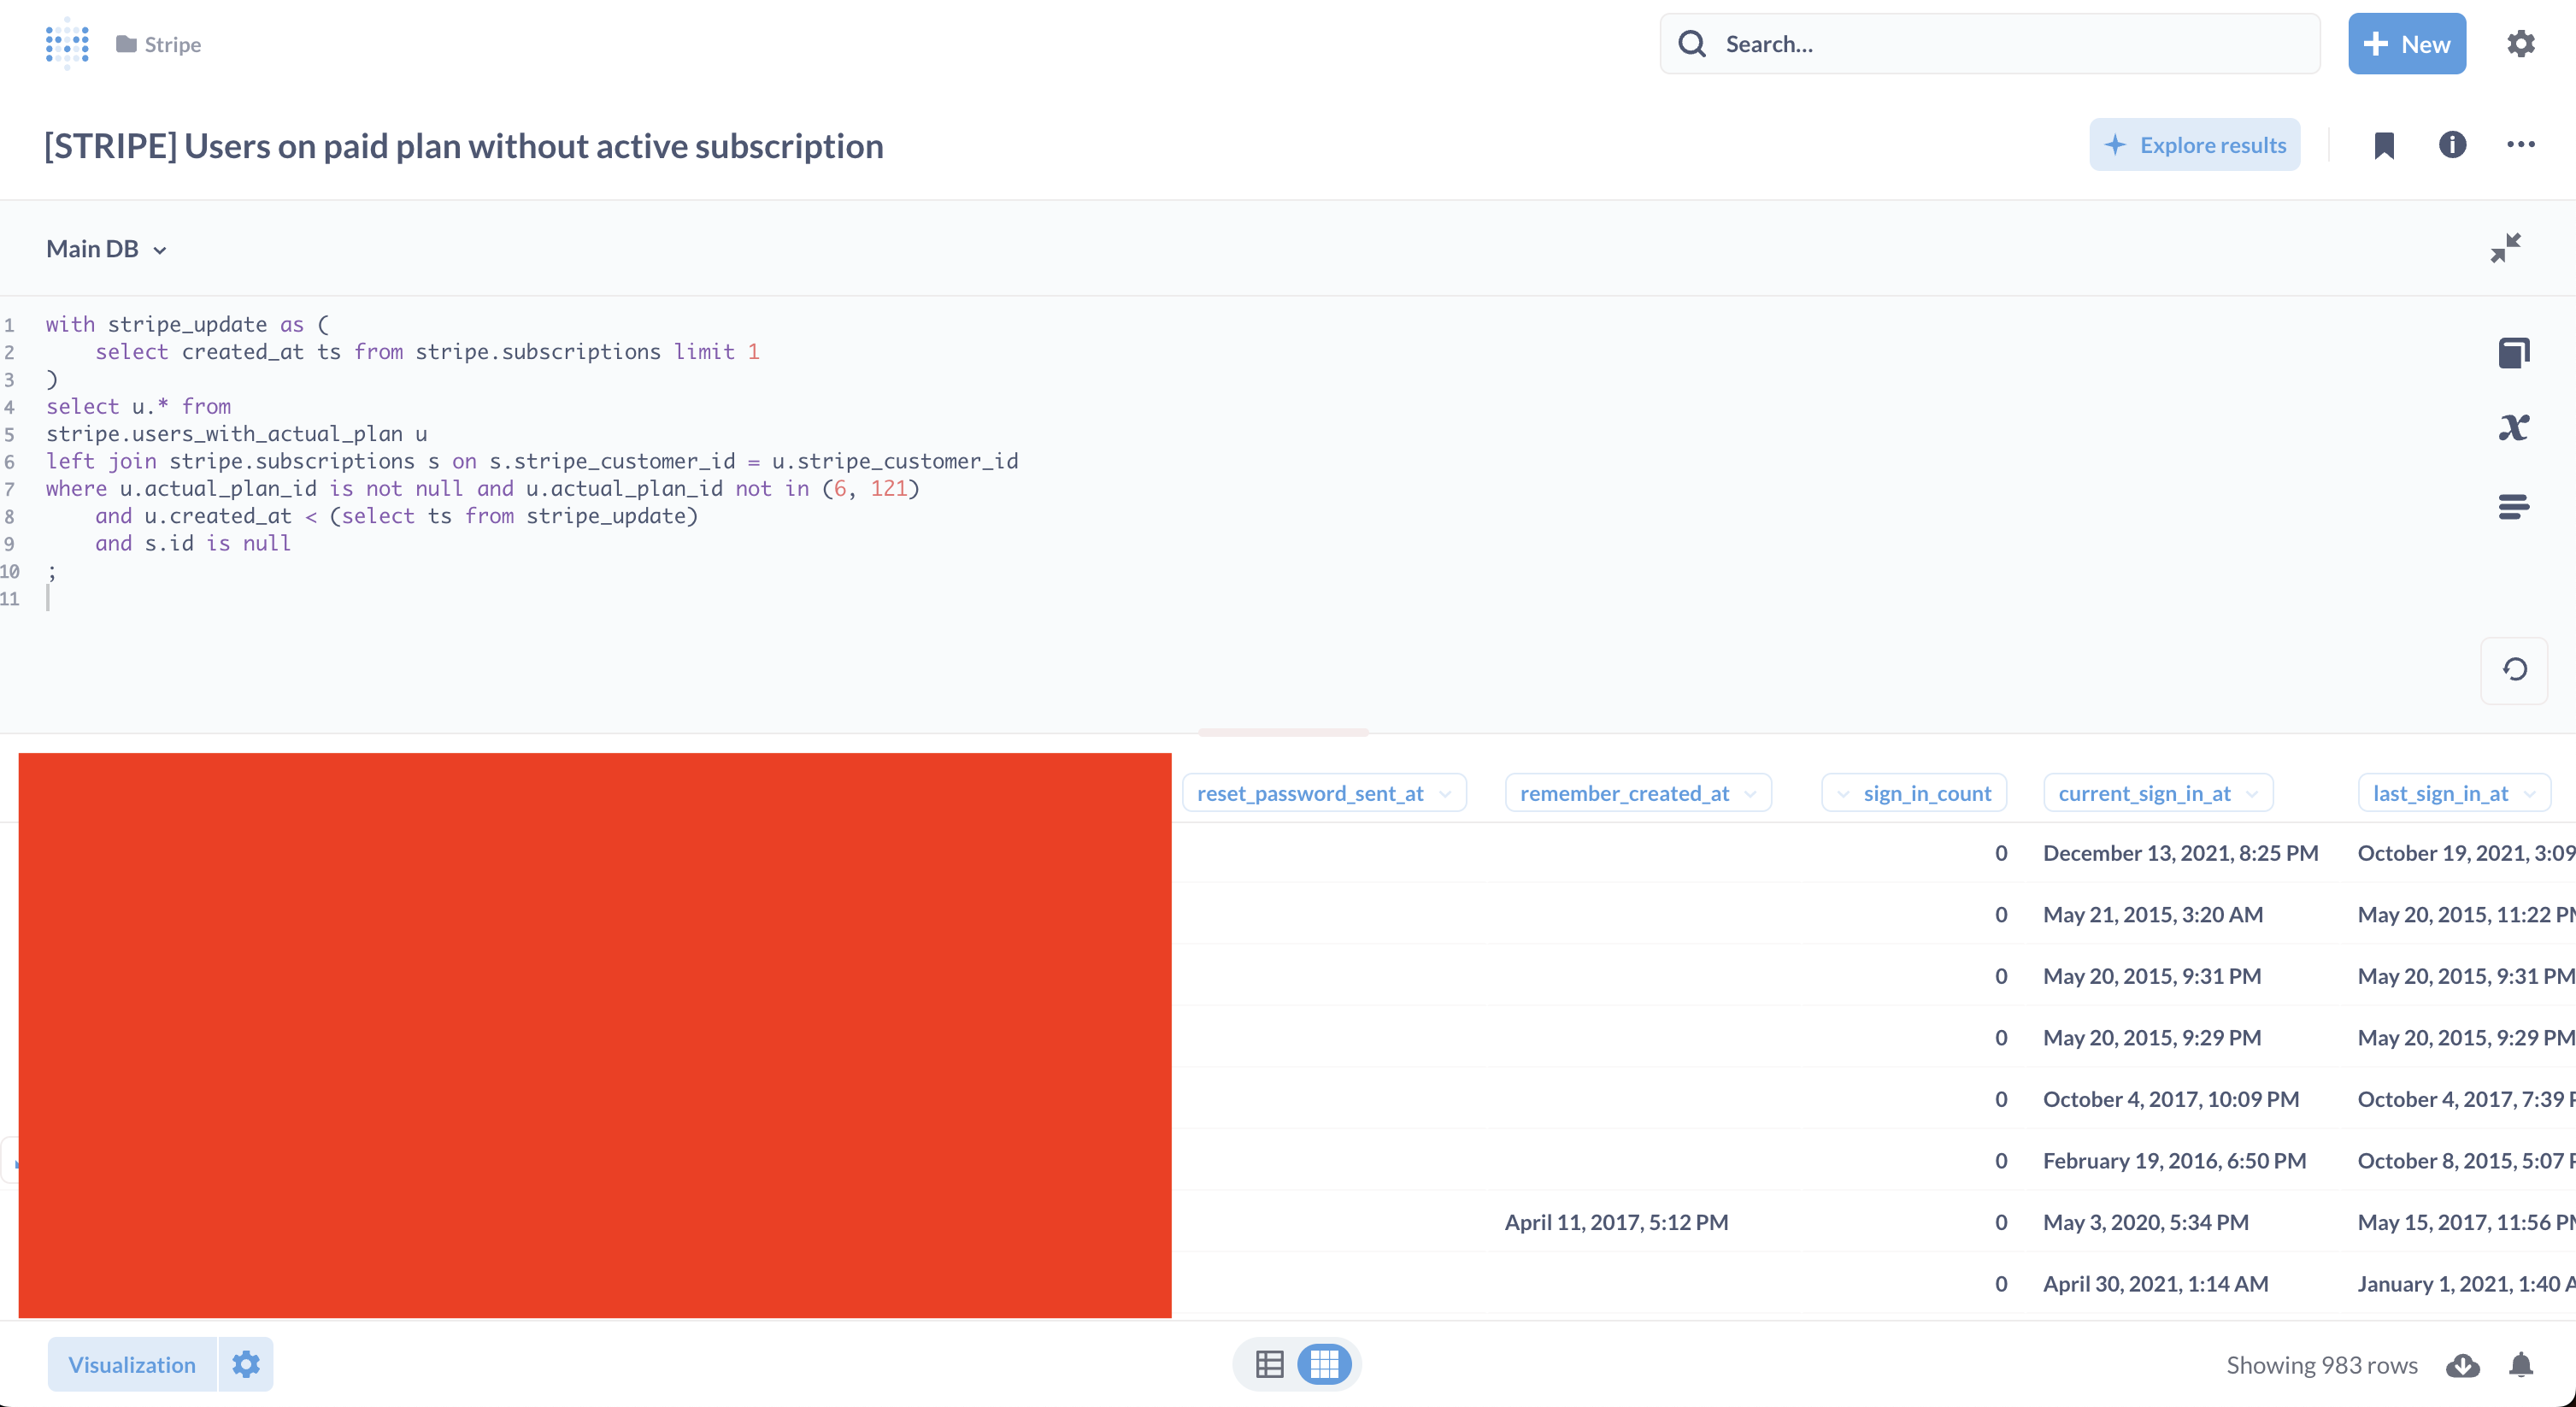 Stripe
Search...
New
[STRIPE] Users on paid plan without active subscription
Explore results
Main DB
1 with stripe_update as (
2 select created_at ts from stripe.subscriptions limit 1
3 )
4 select u.* from
5 stripe.users_with_actual_plan u
6 left join stripe.subscriptions s on s.stripe_customer_id = u.stripe_customer_id
7 where u.actual_plan_id is not null and u.actual_plan_id not in (6, 121)
8 and u.created_at < (select ts from stripe_update)
9 and s.id is null
10 ;
11
reset_password_sent_at remember_created_at sign_in_count current_sign_in_at last_sign_in_at
0 December 13, 2021, 8:25 PM October 19, 2021, 3:09
0 May 21, 2015, 3:20 AM May 20, 2015, 11:22 PM
0 May 20, 2015, 9:31 PM May 20, 2015, 9:31 PM
0 May 20, 2015, 9:29 PM May 20, 2015, 9:29 PM
0 October 4, 2017, 10:09 PM October 4, 2017, 7:39 P
0 February 19, 2016, 6:50 PM October 8, 2015, 5:07 P
April 11, 2017, 5:12 PM 0 May 3, 2020, 5:34 PM May 15, 2017, 11:56 PM
0 April 30, 2021, 1:14 AM January 1, 2021, 1:40 A
Visualization
Showing 983 rows